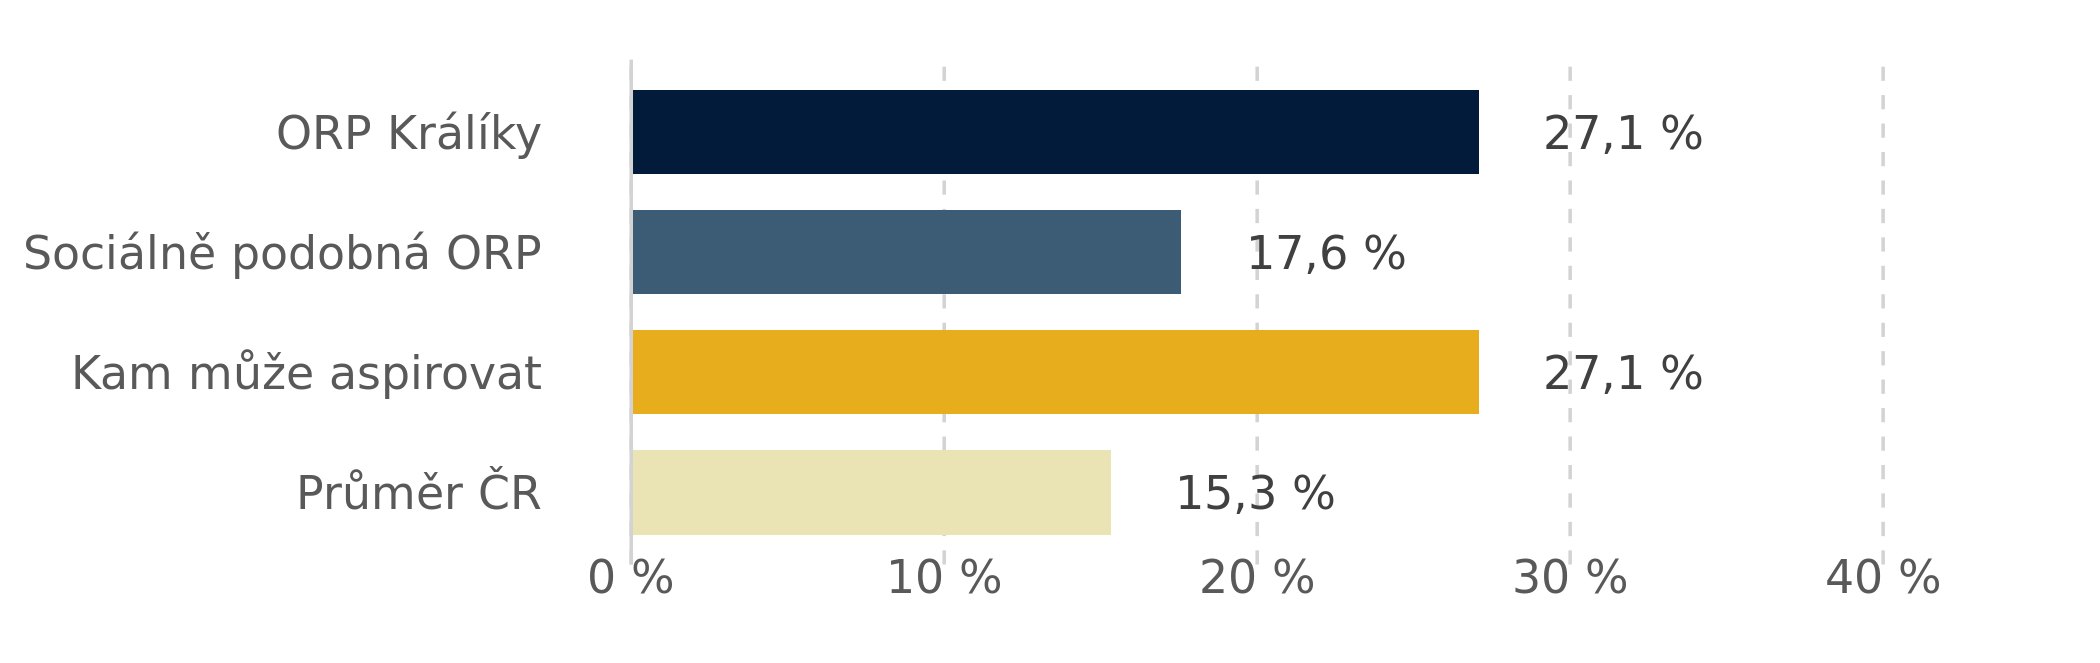 ORP Králíky 27,1 %
Sociálně podobná ORP 17,6 %
Kam může aspirovat 27,1 %
Průměr ČR 15,3 %
0 % 10 % 20 % 30 % 40 %